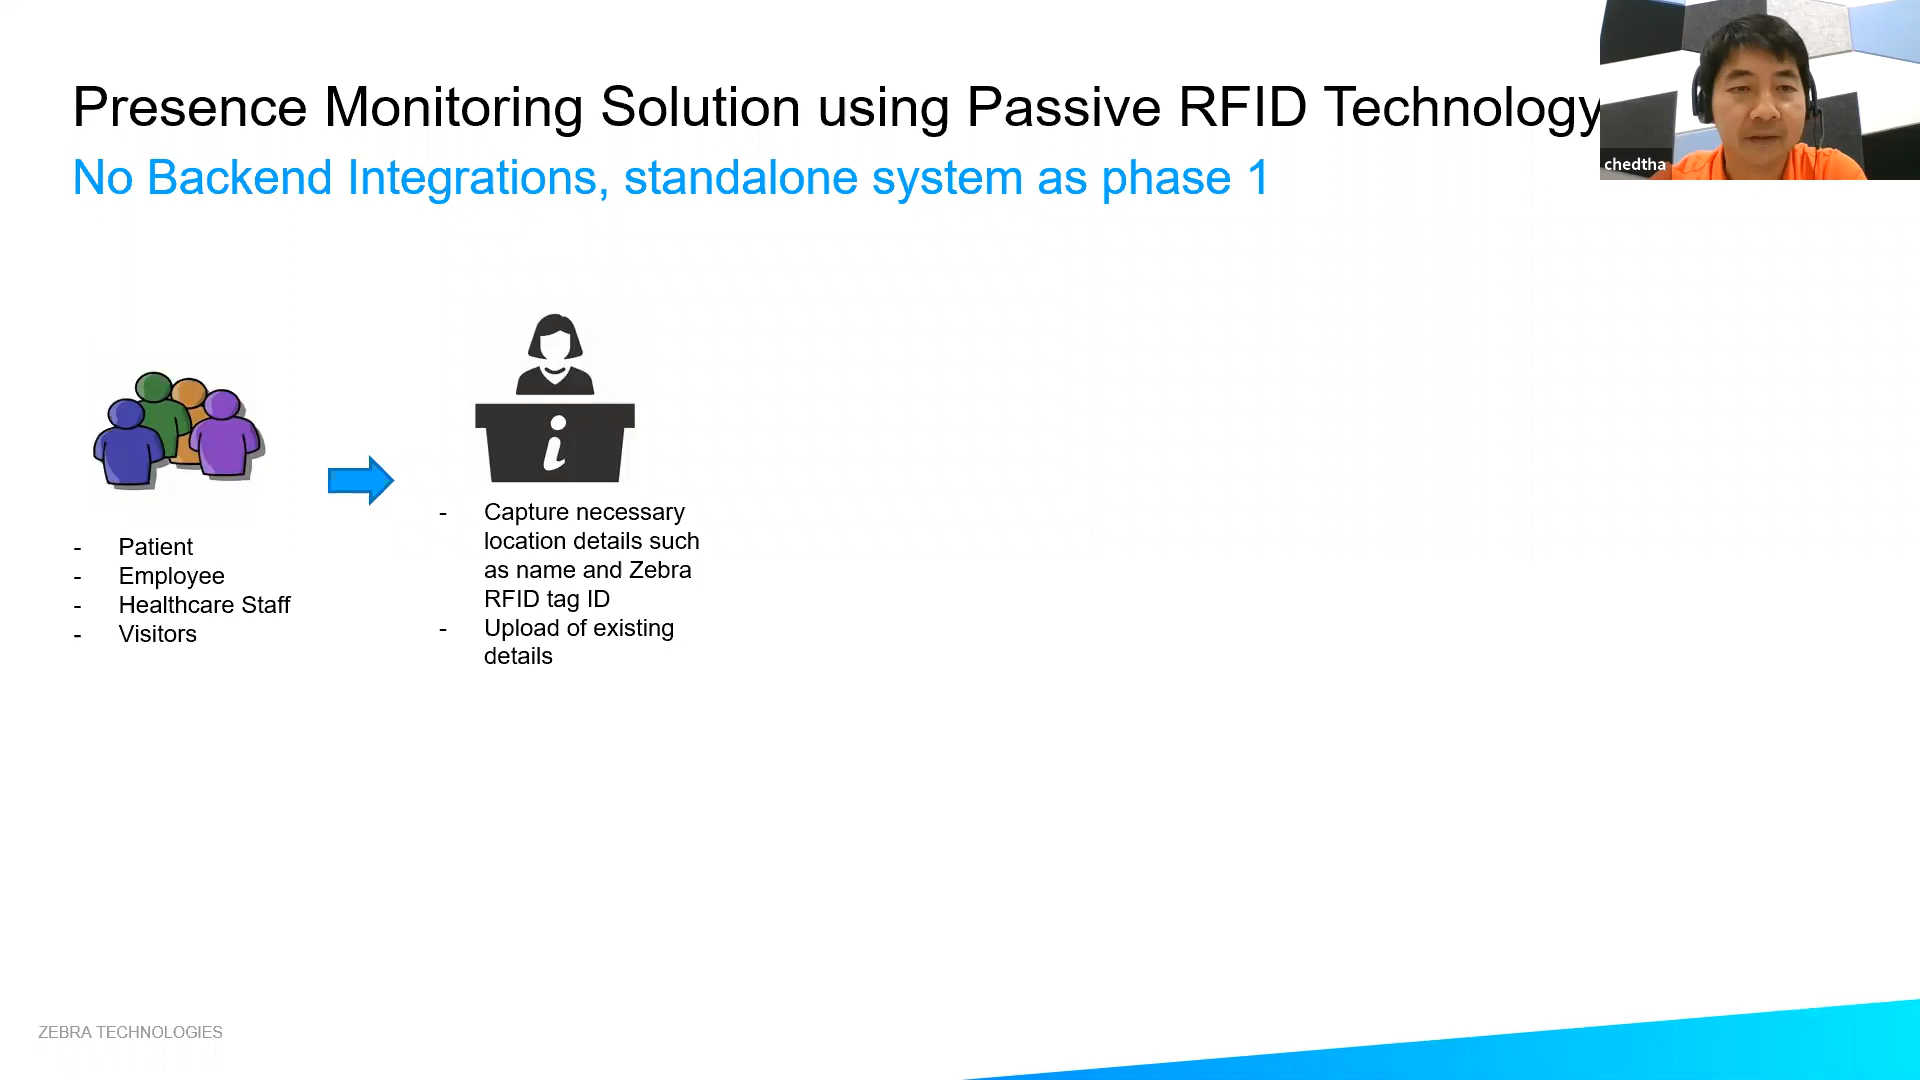 Presence Monitoring Solution using Passive RFID Technology
No Backend Integrations, standalone system as phase 1
chedtha
i
- Patient
- Employee
- Healthcare Staff
- Visitors
- Capture necessary
location details such
as name and Zebra
RFID tag ID
- Upload of existing
details
ZEBRA TECHNOLOGIES